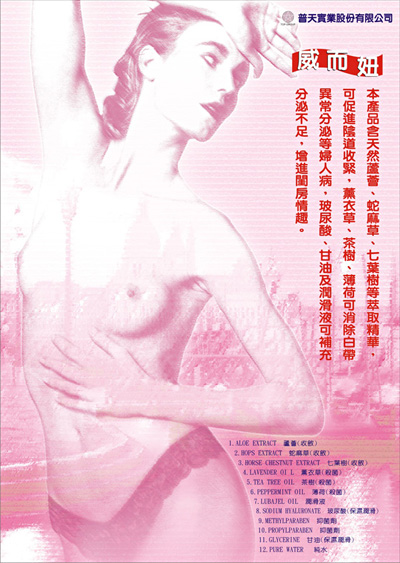 普天實業股份有限公司
威而妞
本產品含天然蘆薈、蛇麻草、七葉樹等萃取精華，
可促進陰道收緊，薰衣草、茶樹、薄荷可消除白帶
異常分泌等婦人病，玻尿酸、甘油及潤滑液可補充
分泌不足，增進閨房情趣。
1. ALOE EXTRACT 蘆薈(收斂)
2. HOPS EXTRACT 蛇麻草(收斂)
3. HORSE CHESTNUT EXTRACT 七葉樹(收斂)
4. LAVENDER OI L 薰衣草(殺菌)
5. TEA TREE OIL 茶樹(殺菌)
6. PEPPERMINT OIL 薄荷(殺菌)
7. LUBAJEL OIL 潤滑液
8. SODIUM HYALURONATE 玻尿酸(保濕潤滑)
9. METHYLPARABEN 抑菌劑
10. PROPYLPARABEN 抑菌劑
11. GLYCERINE 甘油(保濕潤滑)
12. PURE WATER 純水